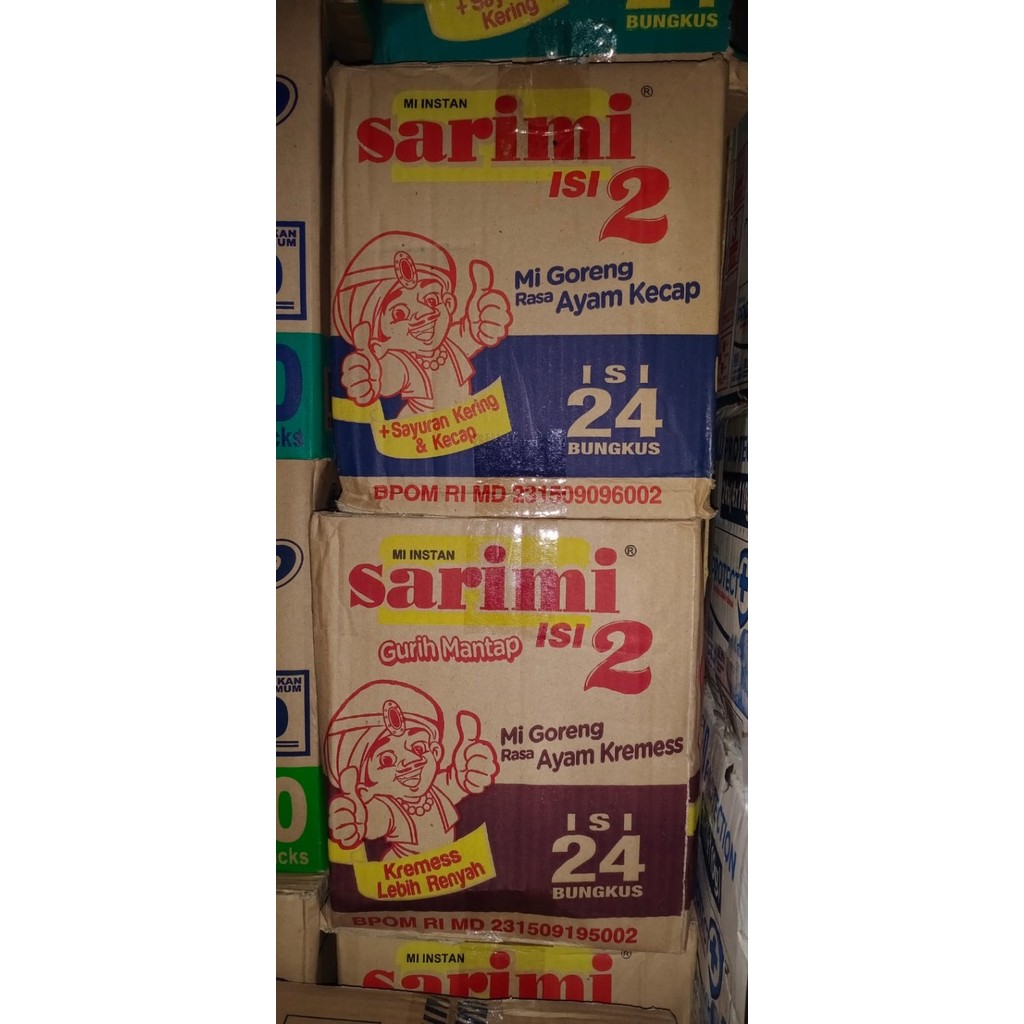 + Sayuran
Kering
BUNGKUS
MI INSTAN
sarimi ®
ISI 2
Mi Goreng
Rasa Ayam Kecap
+ Sayuran Kering
& Kecap
ISI
24
BUNGKUS
BPOM RI MD 231509096002
MI INSTAN
sarimi ®
ISI 2
Gurih Mantap
Mi Goreng
Rasa Ayam Kremess
Kremess
Lebih Renyah
ISI
24
BUNGKUS
BPOM RI MD 231509195002
MI INSTAN
sarimi ®